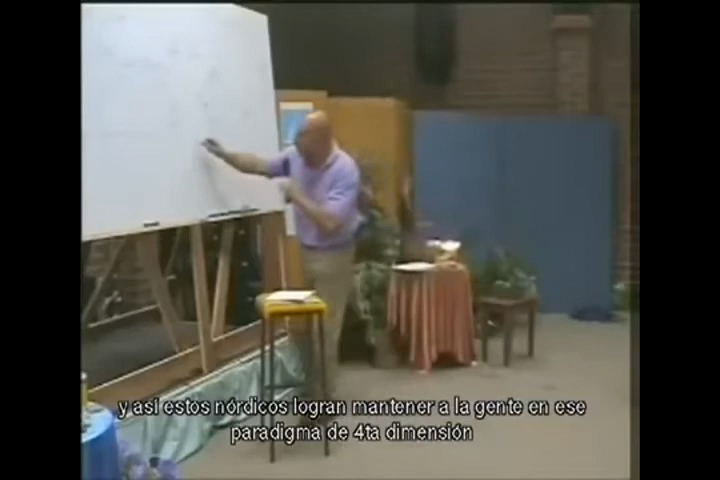 y así estos nórdicos logran mantener a la gente en ese
paradigma de 4ta dimensión